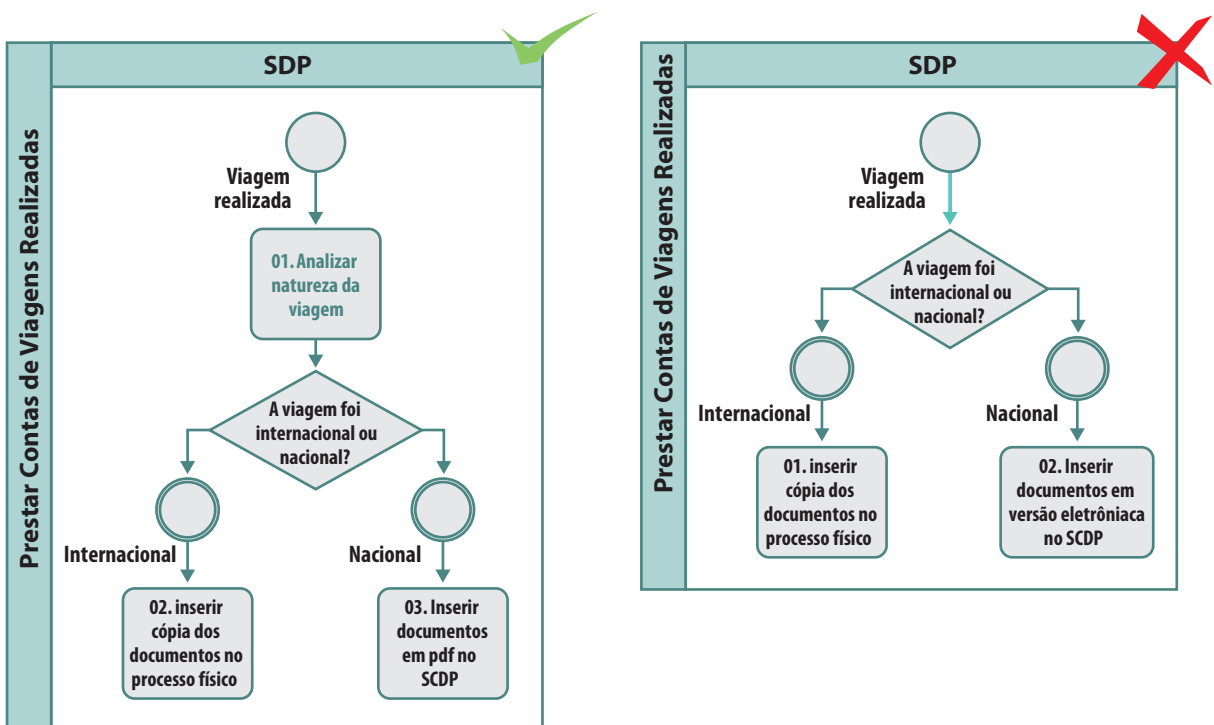 SDP
Prestar Contas de Viagens Realizadas
Viagem
realizada
01. Analizar
natureza da
viagem
A viagem foi
internacional ou
nacional?
Internacional
Nacional
02. inserir
cópia dos
documentos no
processo físico
03. Inserir
documentos
em pdf no
SCDP
SDP
Prestar Contas de Viagens Realizadas
Viagem
realizada
A viagem foi
internacional ou
nacional?
Internacional
Nacional
01. inserir
cópia dos
documentos no
processo físico
02. Inserir
documentos em
versão eletrôniaca
no SCDP